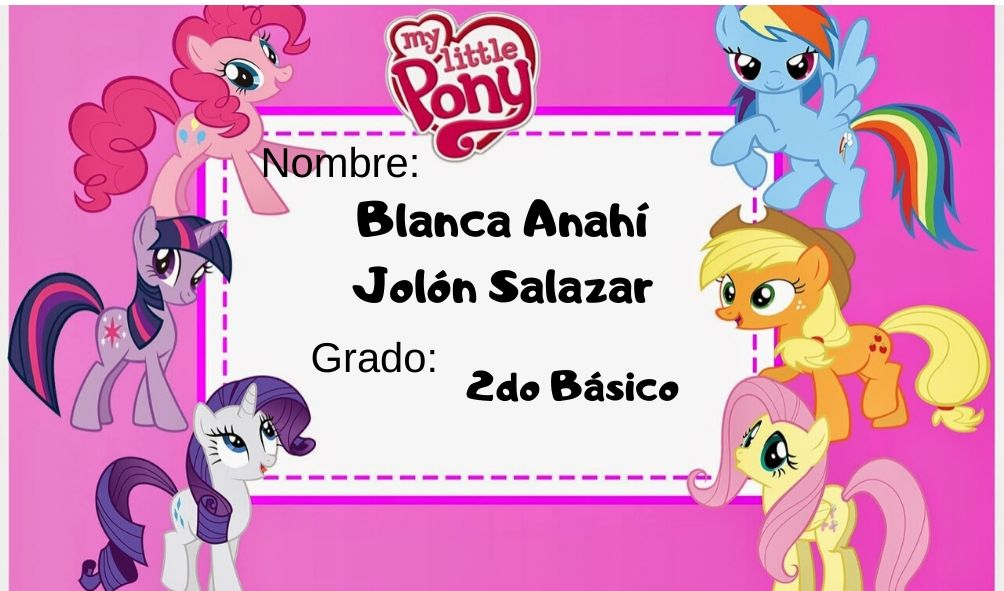 my
little
Pony
Nombre:
Blanca Anahí
Jolón Salazar
Grado:
2do Básico